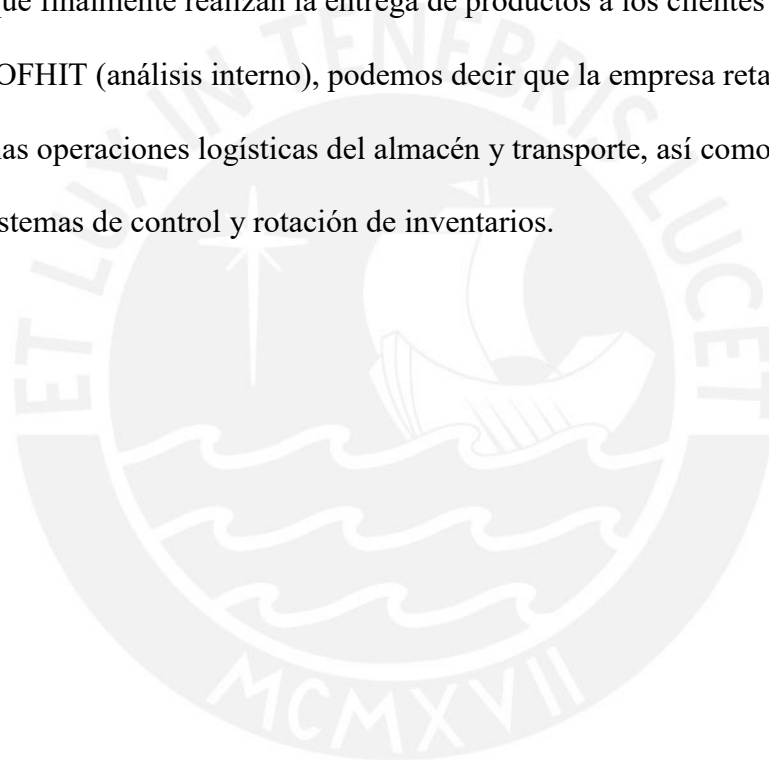 que finalmente realizan la entrega de productos a los clientes
OFHIT (análisis interno), podemos decir que la empresa reta
as operaciones logísticas del almacén y transporte, así como
stemas de control y rotación de inventarios.
ET LUX IN TENEBRIS LUCET
MCMXVII